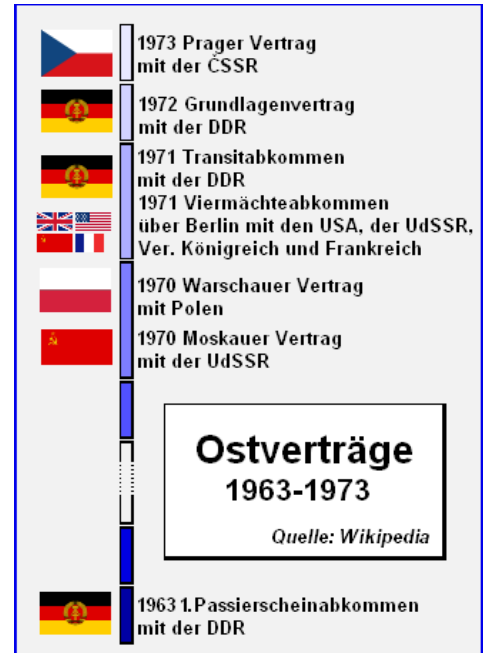 1973 Prager Vertrag
mit der ČSSR
1972 Grundlagenvertrag
mit der DDR
1971 Transitabkommen
mit der DDR
1971 Viermächteabkommen
über Berlin mit den USA, der UdSSR,
Ver. Königreich und Frankreich
1970 Warschauer Vertrag
mit Polen
1970 Moskauer Vertrag
mit der UdSSR
Ostverträge
1963-1973
Quelle: Wikipedia
1963 1.Passierscheinabkommen
mit der DDR